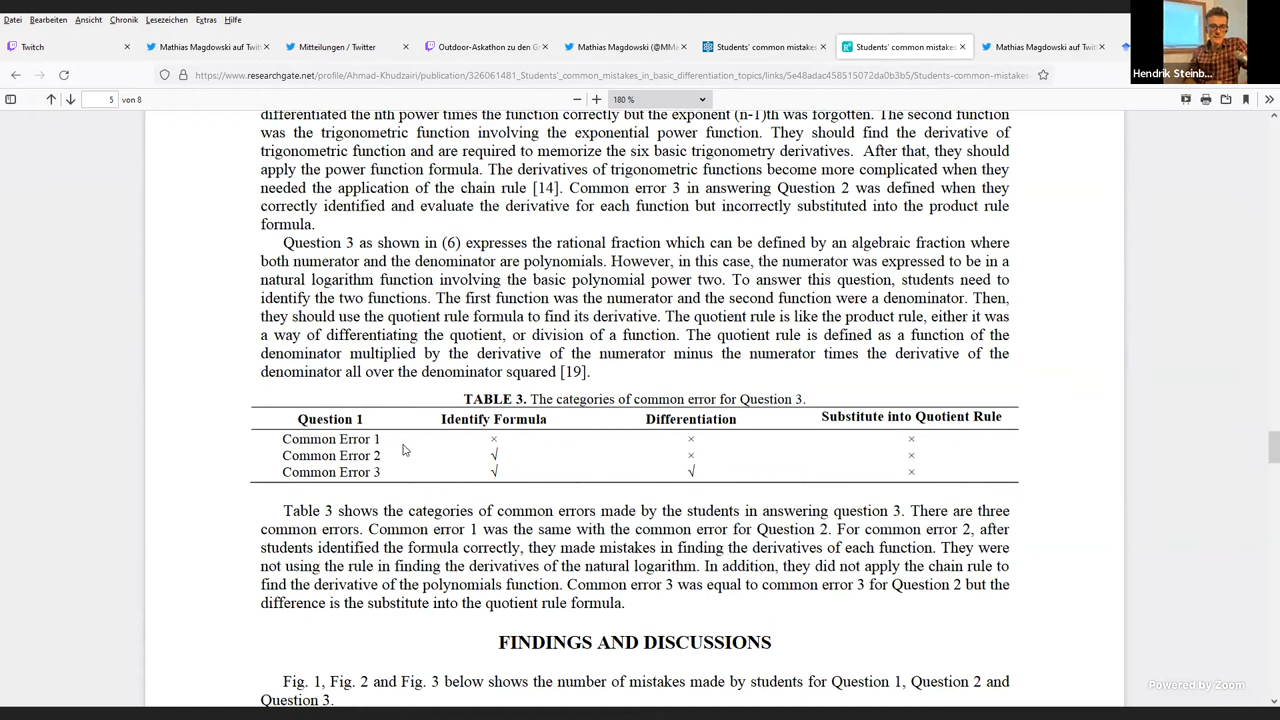 Datei Bearbeiten Ansicht Chronik Lesezeichen Extras Hilfe
Twitch
Mathias Magdowski auf Twit
Mitteilungen / Twitter
Outdoor-Askathon zu den Gr
Mathias Magdowski (@MMa
Students' common mistakes
Students' common mistakes
Mathias Magdowski auf Twit
https://www.researchgate.net/profile/Ahmad-Khudzairi/publication/326061481_Students'_common_mistakes_in_basic_differentiation_topics/links/5e48adac458515072da0b3b5/Students-common-mistakes
Hendrik Steinb...
5 von 8
180 %
differentiated the nth power times the function correctly but the exponent (n-1)th was forgotten. The second function
was the trigonometric function involving the exponential power function. They should find the derivative of
trigonometric function and are required to memorize the six basic trigonometry derivatives. After that, they should
apply the power function formula. The derivatives of trigonometric functions become more complicated when they
needed the application of the chain rule [14]. Common error 3 in answering Question 2 was defined when they
correctly identified and evaluate the derivative for each function but incorrectly substituted into the product rule
formula.
Question 3 as shown in (6) expresses the rational fraction which can be defined by an algebraic fraction where
both numerator and the denominator are polynomials. However, in this case, the numerator was expressed to be in a
natural logarithm function involving the basic polynomial power two. To answer this question, students need to
identify the two functions. The first function was the numerator and the second function were a denominator. Then,
they should use the quotient rule formula to find its derivative. The quotient rule is like the product rule, either it was
a way of differentiating the quotient, or division of a function. The quotient rule is defined as a function of the
denominator multiplied by the derivative of the numerator minus the numerator times the derivative of the
denominator all over the denominator squared [19].
TABLE 3. The categories of common error for Question 3.
Question 1 Identify Formula Differentiation Substitute into Quotient Rule
Common Error 1 × × ×
Common Error 2 √ × ×
Common Error 3 √ √ ×
Table 3 shows the categories of common errors made by the students in answering question 3. There are three
common errors. Common error 1 was the same with the common error for Question 2. For common error 2, after
students identified the formula correctly, they made mistakes in finding the derivatives of each function. They were
not using the rule in finding the derivatives of the natural logarithm. In addition, they did not apply the chain rule to
find the derivative of the polynomials function. Common error 3 was equal to common error 3 for Question 2 but the
difference is the substitute into the quotient rule formula.
FINDINGS AND DISCUSSIONS
Fig. 1, Fig. 2 and Fig. 3 below shows the number of mistakes made by students for Question 1, Question 2 and
Question 3.
Powered by Zoom